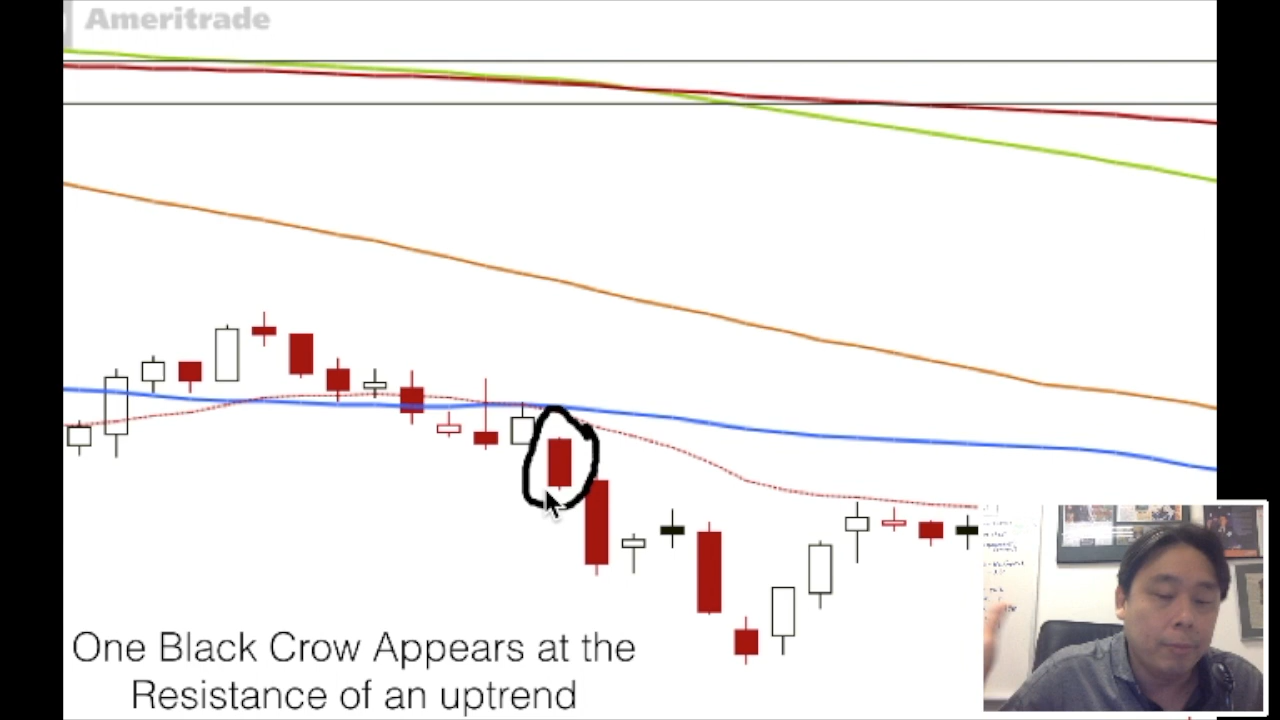 Ameritrade
One Black Crow Appears at the
Resistance of an uptrend